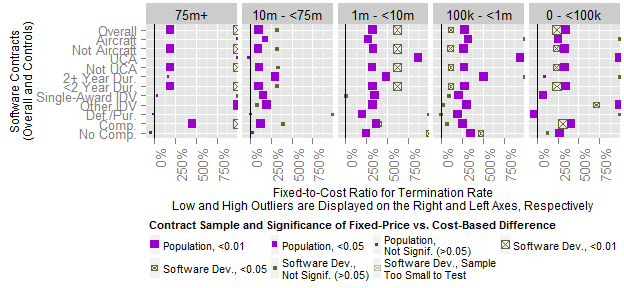 75m+ 10m - <75m 1m - <10m 100k - <1m 0 - <100k
Software Contracts
(Overall and Controls)
Overall
Aircraft
Not Aircraft
UCA
Not UCA
2+ Year Dur.
<2 Year Dur.
Single-Award IDV
Other IDV
Def./Pur.
Comp.
No Comp.
0% 250% 500% 750% 0% 250% 500% 750% 0% 250% 500% 750% 0% 250% 500% 750% 0% 250% 500% 750%
Fixed-to-Cost Ratio for Termination Rate
Low and High Outliers are Displayed on the Right and Left Axes, Respectively
Contract Sample and Significance of Fixed-Price vs. Cost-Based Difference
Population, <0.01
Population, <0.05
Population,
Not Signif. (>0.05)
Software Dev., <0.01
Software Dev., <0.05
Software Dev.,
Not Signif. (>0.05)
Software Dev., Sample
Too Small to Test